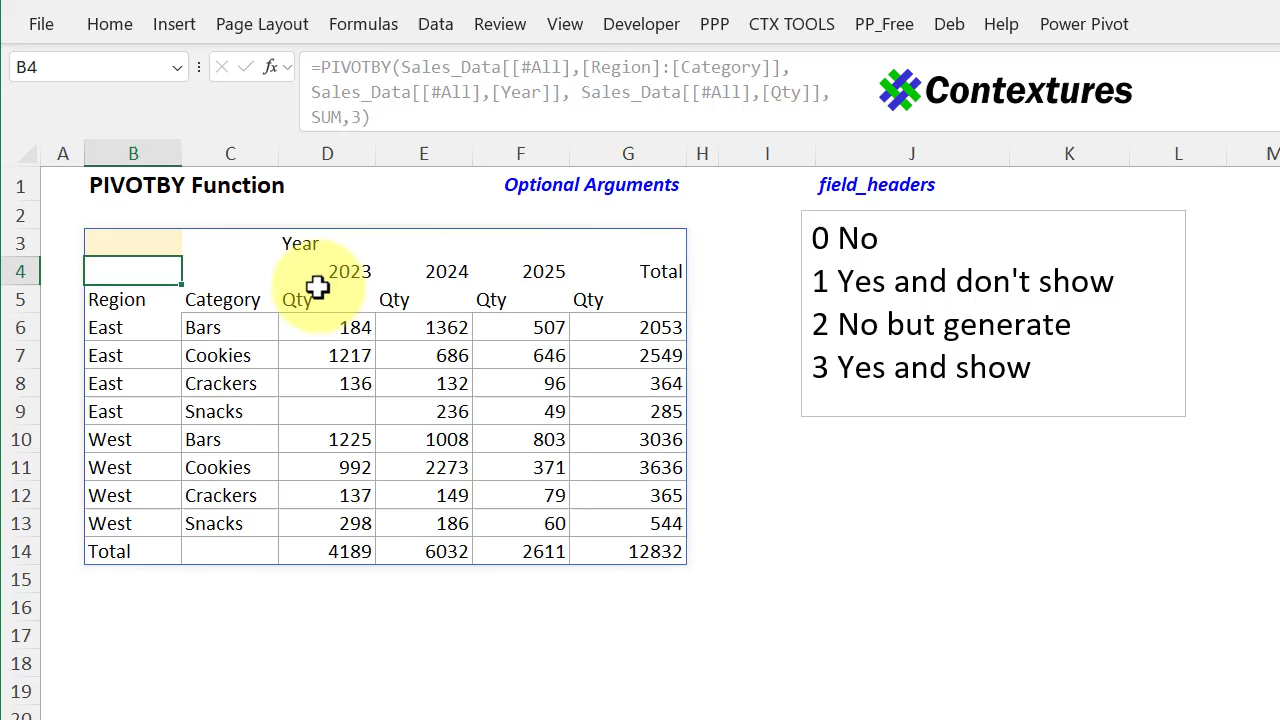 File Home Insert Page Layout Formulas Data Review View Developer PPP CTX TOOLS PP_Free Deb Help Power Pivot
B4 fx =PIVOTBY(Sales_Data[[#All],[Region]:[Category]],
Sales_Data[[#All],[Year]], Sales_Data[[#All],[Qty]],
SUM,3)
Contextures
A B C D E F G H I J K L M
1 PIVOTBY Function Optional Arguments field_headers
2
3 Year
4 2023 2024 2025 Total
5 Region Category Qty Qty Qty Qty
6 East Bars 184 1362 507 2053
7 East Cookies 1217 686 646 2549
8 East Crackers 136 132 96 364
9 East Snacks 236 49 285
10 West Bars 1225 1008 803 3036
11 West Cookies 992 2273 371 3636
12 West Crackers 137 149 79 365
13 West Snacks 298 186 60 544
14 Total 4189 6032 2611 12832
15
16
17
18
19
20
0 No
1 Yes and don't show
2 No but generate
3 Yes and show